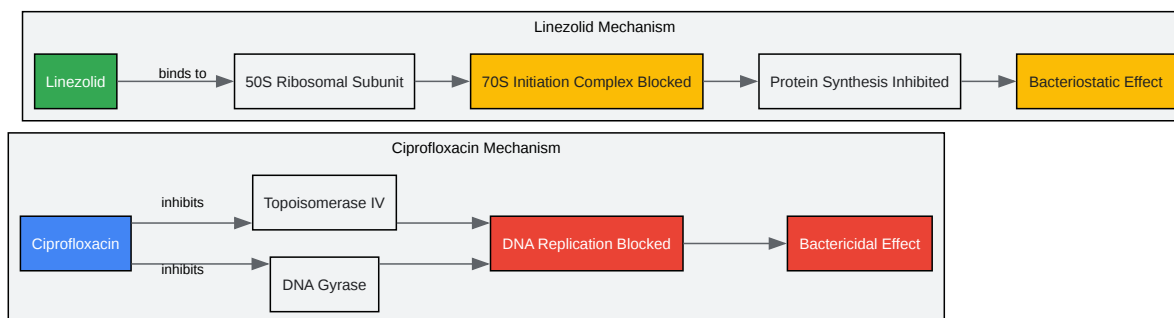 Linezolid Mechanism
Linezolid
binds to
50S Ribosomal Subunit
70S Initiation Complex Blocked
Protein Synthesis Inhibited
Bacteriostatic Effect
Ciprofloxacin Mechanism
Ciprofloxacin
inhibits
Topoisomerase IV
inhibits
DNA Gyrase
DNA Replication Blocked
Bactericidal Effect